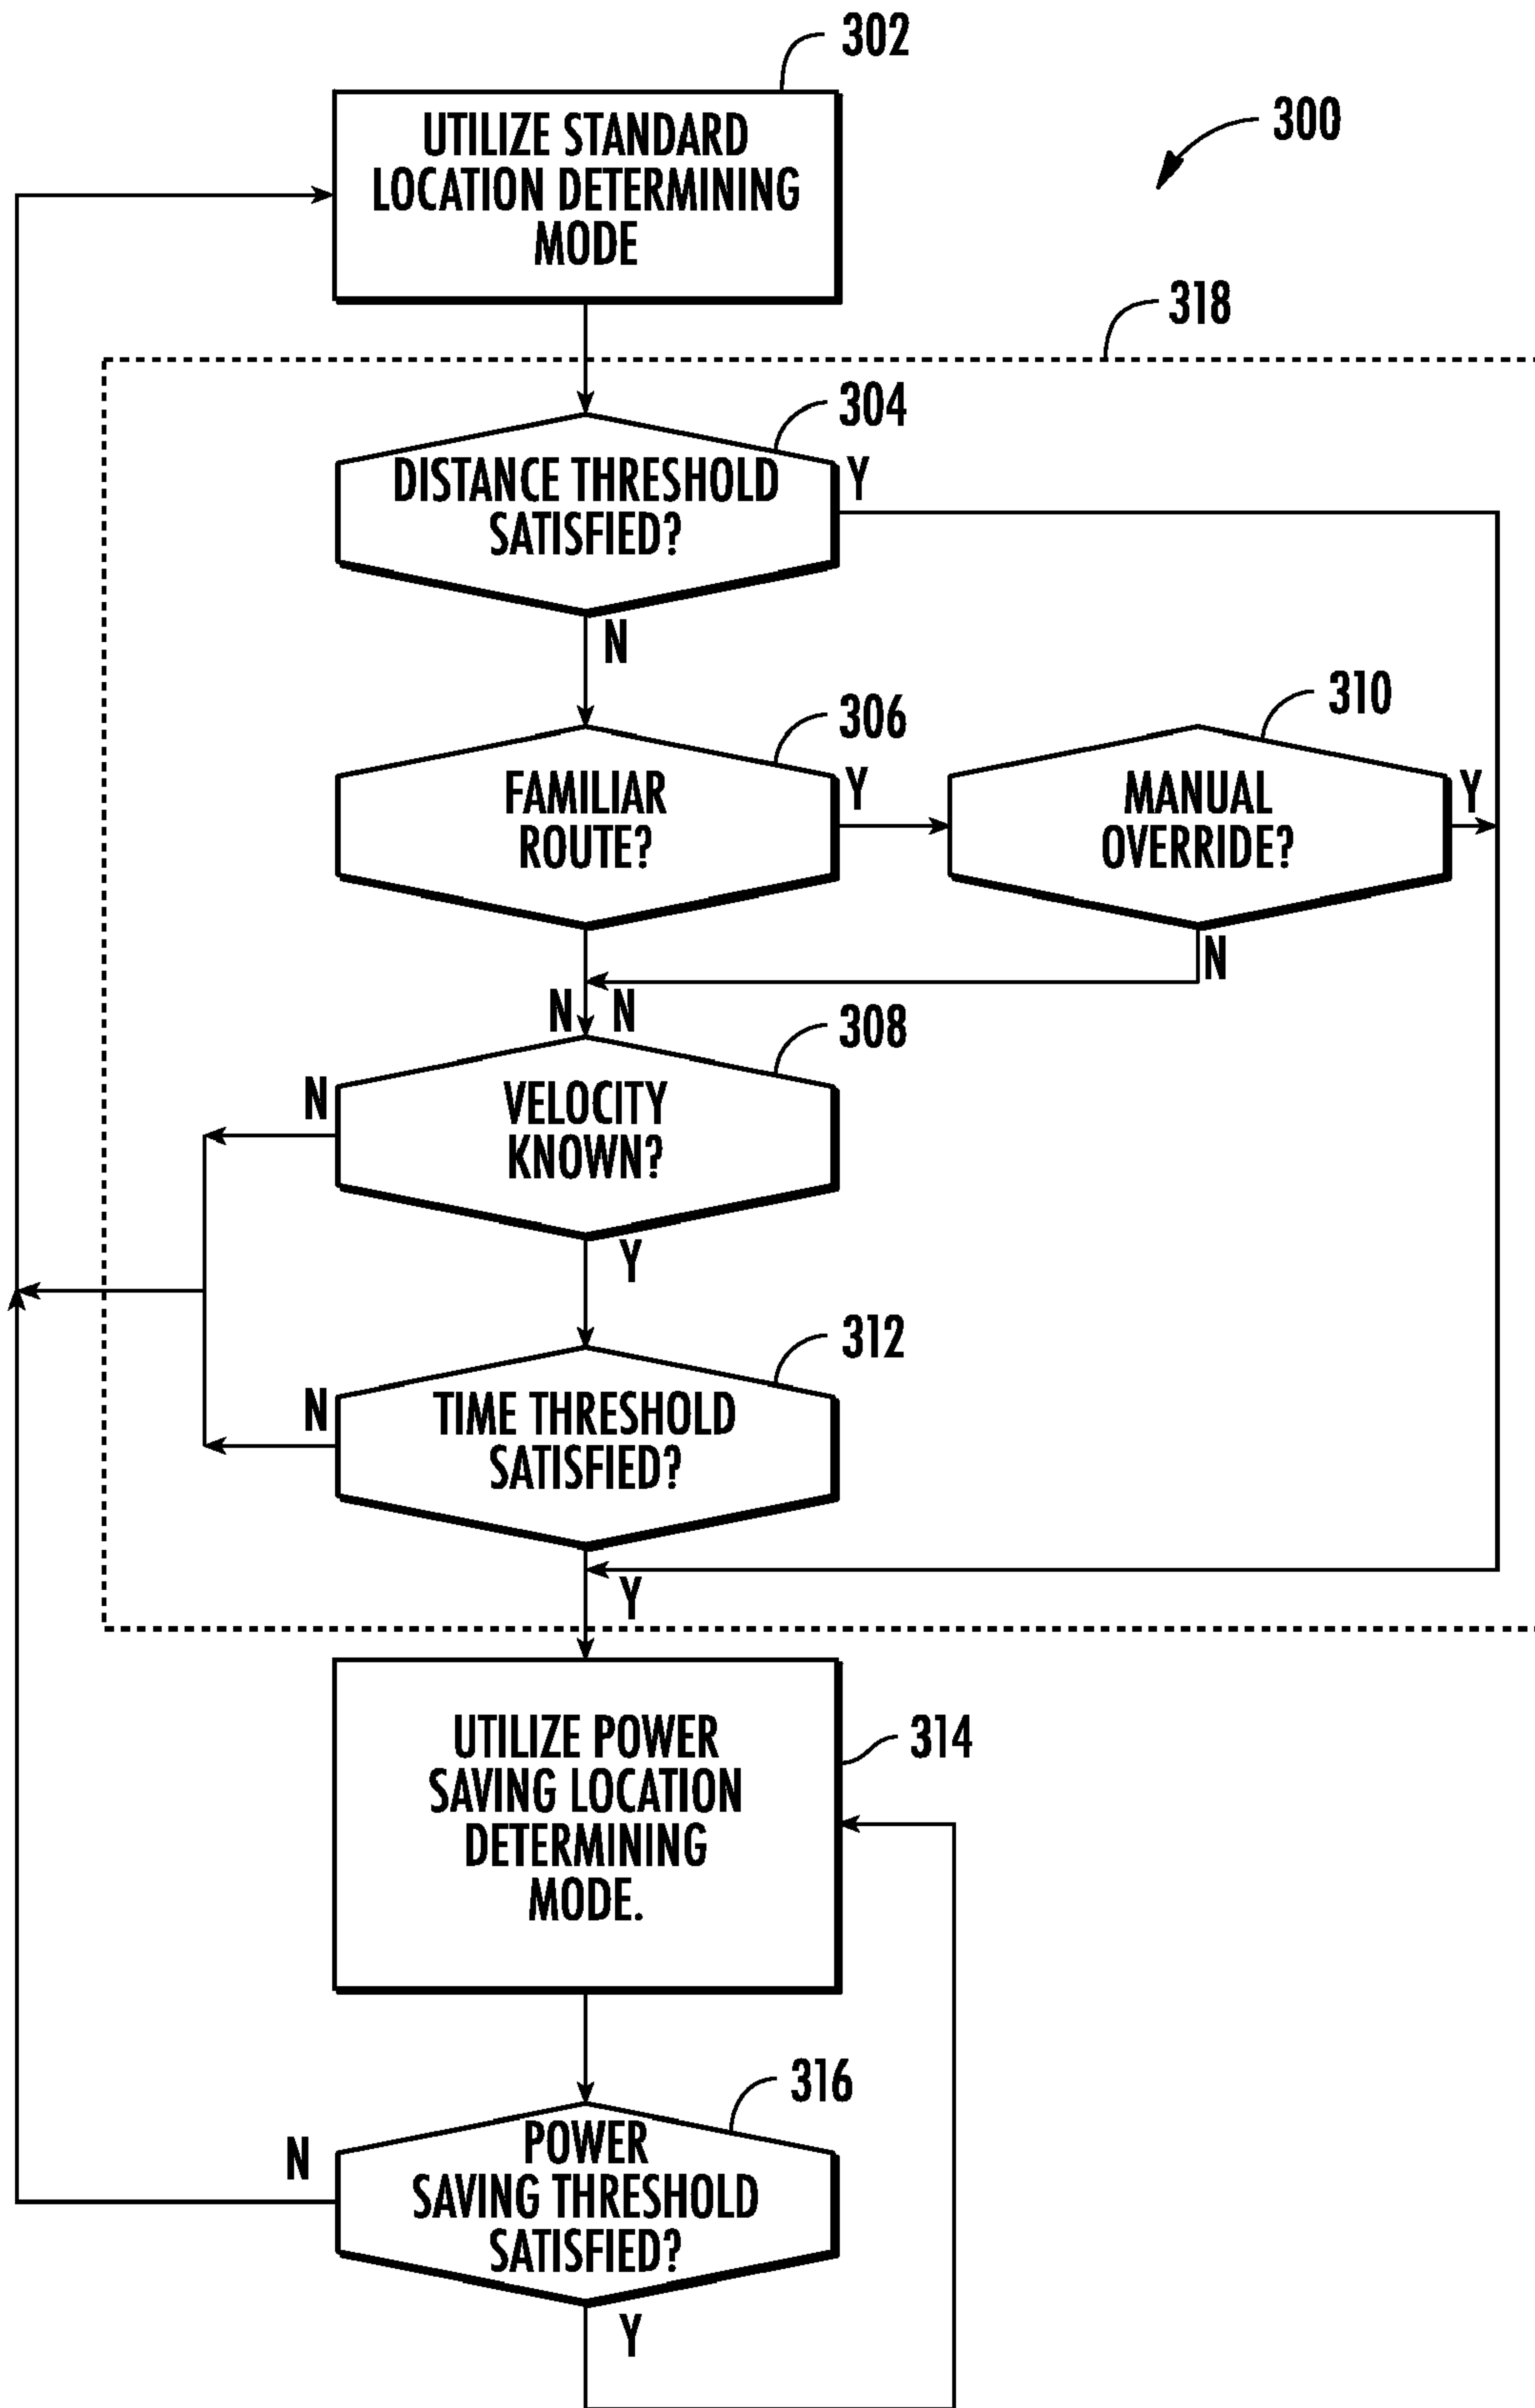 302
UTILIZE STANDARD
LOCATION DETERMINING
MODE
300
318
304
DISTANCE THRESHOLD
SATISFIED?
Y
N
306
310
FAMILIAR
ROUTE?
Y
MANUAL
OVERRIDE?
Y
N
N N
308
VELOCITY
KNOWN?
N
Y
312
TIME THRESHOLD
SATISFIED?
N
Y
UTILIZE POWER
SAVING LOCATION
DETERMINING
MODE.
314
316
POWER
SAVING THRESHOLD
SATISFIED?
N
Y